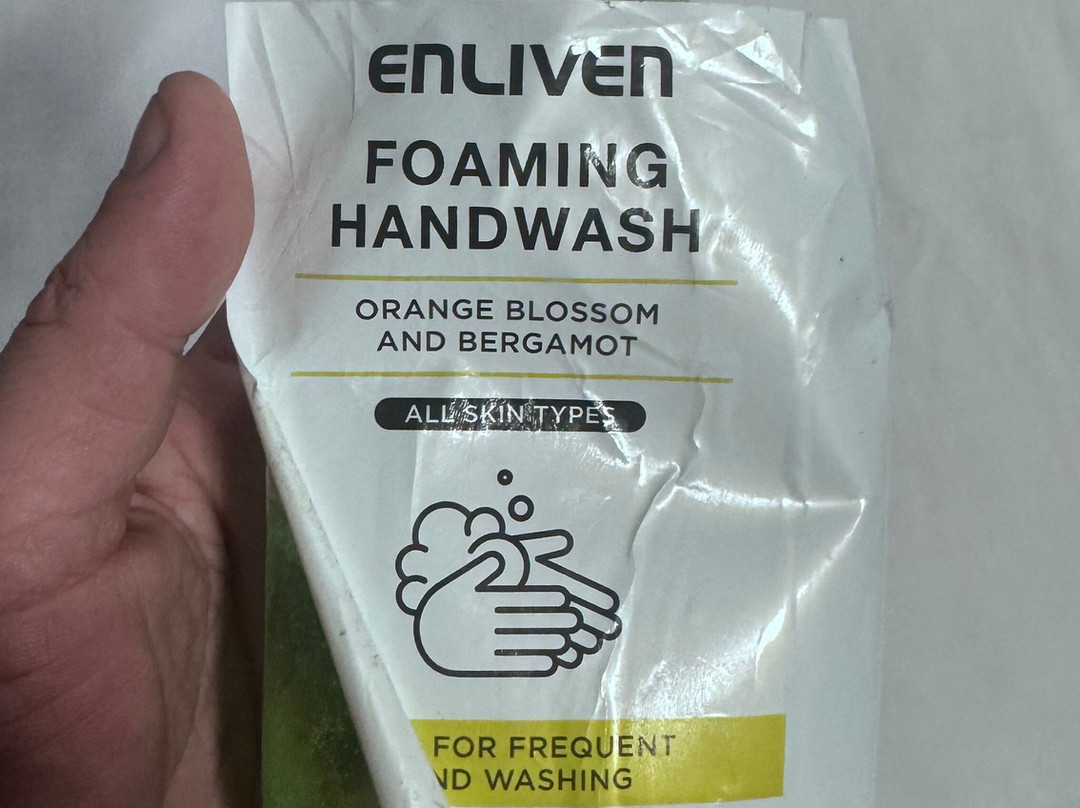 ENLIVEN
FOAMING
HANDWASH
ORANGE BLOSSOM
AND BERGAMOT
ALL SKIN TYPES
FOR FREQUENT
ND WASHING